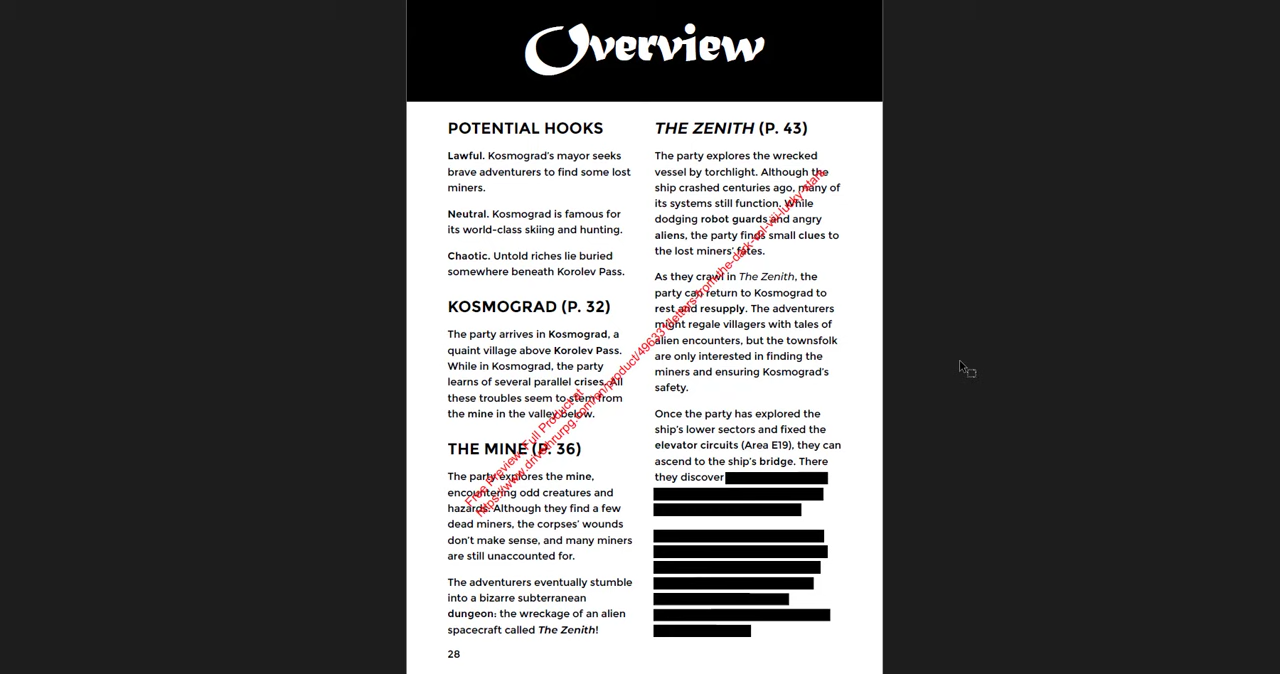 Overview
POTENTIAL HOOKS
Lawful. Kosmograd's mayor seeks
brave adventurers to find some lost
miners.
Neutral. Kosmograd is famous for
its world-class skiing and hunting.
Chaotic. Untold riches lie buried
somewhere beneath Korolev Pass.
KOSMOGRAD (P. 32)
The party arrives in Kosmograd, a
quaint village above Korolev Pass.
While in Kosmograd, the party
learns of several parallel crises. All
these troubles seem to stem from
the mine in the valley below.
THE MINE (P. 36)
The party explores the mine,
encountering odd creatures and
hazards. Although they find a few
dead miners, the corpses' wounds
don't make sense, and many miners
are still unaccounted for.
The adventurers eventually stumble
into a bizarre subterranean
dungeon: the wreckage of an alien
spacecraft called The Zenith!
28
THE ZENITH (P. 43)
The party explores the wrecked
vessel by torchlight. Although the
ship crashed centuries ago, many of
its systems still function. While
dodging robot guards and angry
aliens, the party finds small clues to
the lost miners' fates.
As they crawl in The Zenith, the
party can return to Kosmograd to
rest and resupply. The adventurers
might regale villagers with tales of
alien encounters, but the townsfolk
are only interested in finding the
miners and ensuring Kosmograd's
safety.
Once the party has explored the
ship's lower sectors and fixed the
elevator circuits (Area E19), they can
ascend to the ship's bridge. There
they discover
Free Preview. Full Product at